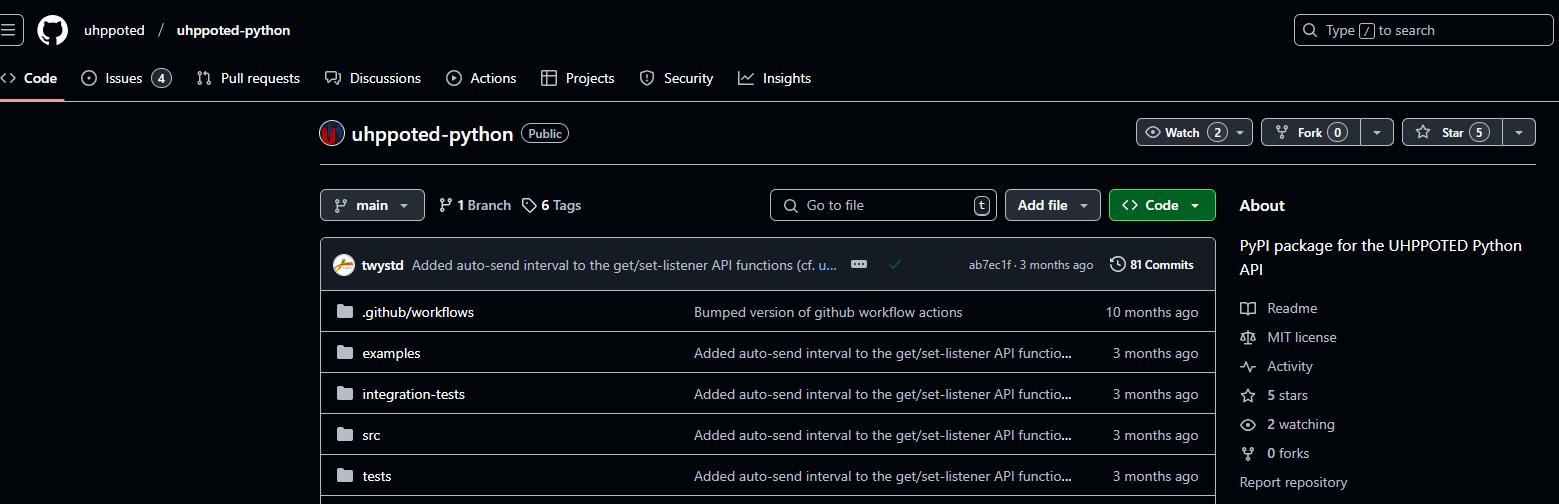 uhppoted / uhppoted-python
Type / to search
Code Issues 4 Pull requests Discussions Actions Projects Security Insights
uhppoted-python Public
Watch 2 Fork 0 Star 5
main 1 Branch 6 Tags Go to file t Add file Code
twystd Added auto-send interval to the get/set-listener API functions (cf. u... ab7ec1f · 3 months ago 81 Commits
.github/workflows Bumped version of github workflow actions 10 months ago
examples Added auto-send interval to the get/set-listener API functio... 3 months ago
integration-tests Added auto-send interval to the get/set-listener API functio... 3 months ago
src Added auto-send interval to the get/set-listener API functio... 3 months ago
tests Added auto-send interval to the get/set-listener API functio... 3 months ago
About
PyPI package for the UHPPOTED Python
API
Readme
MIT license
Activity
5 stars
2 watching
0 forks
Report repository